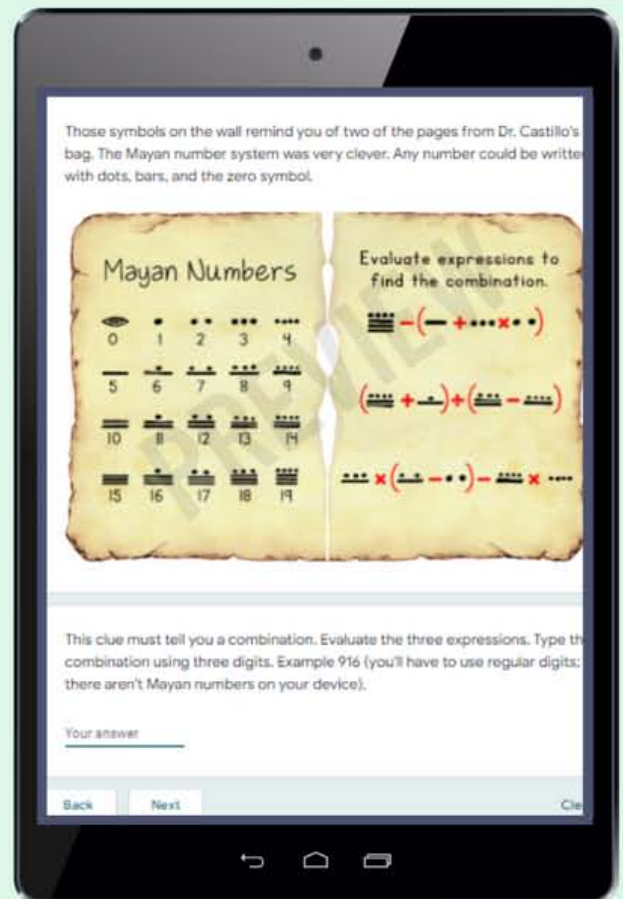 Those symbols on the wall remind you of two of the pages from Dr. Castillo's
bag. The Mayan number system was very clever. Any number could be writte
with dots, bars, and the zero symbol.
Mayan Numbers
0 1 2 3 4
5 6 7 8 9
10 11 12 13 14
15 16 17 18 19
Evaluate expressions to
find the combination.
−( + × )
( + )+( − )
×( − )− ×
PREVIEW
This clue must tell you a combination. Evaluate the three expressions. Type th
combination using three digits. Example 916 (you'll have to use regular digits;
there aren't Mayan numbers on your device).
Your answer
Back Next Cle